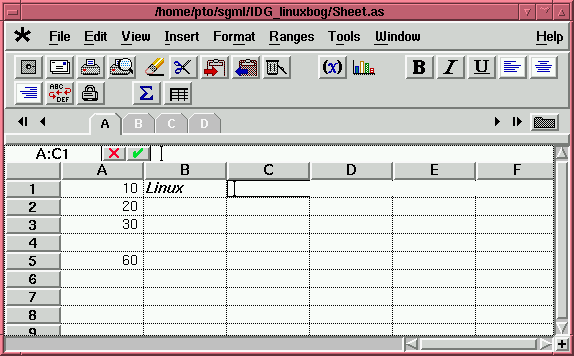 /home/pto/sgml/IDG_linuxbog/Sheet.as
File Edit View Insert Format Ranges Tools Window Help
(χ) B I U
ABC DEF Σ
A B C D
A:C1
A B C D E F
1 10 Linux
2 20
3 30
4
5 60
6
7
8
9